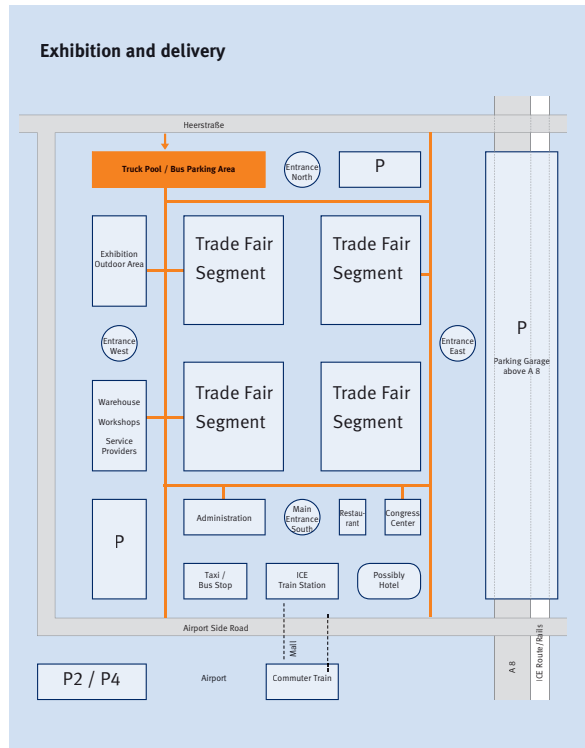 Exhibition and delivery
Heerstraße
Truck Pool / Bus Parking Area
Entrance
North
P
Exhibition
Outdoor Area
Trade Fair
Segment
Trade Fair
Segment
Entrance
West
Entrance
East
P
Parking Garage
above A 8
Warehouse
Workshops
Service
Providers
Trade Fair
Segment
Trade Fair
Segment
P
Administration
Main
Entrance
South
Restau-
rant
Congress
Center
Taxi /
Bus Stop
ICE
Train Station
Possibly
Hotel
Airport Side Road
Mall
A 8
ICE Route/Rails
P2 / P4
Airport
Commuter Train